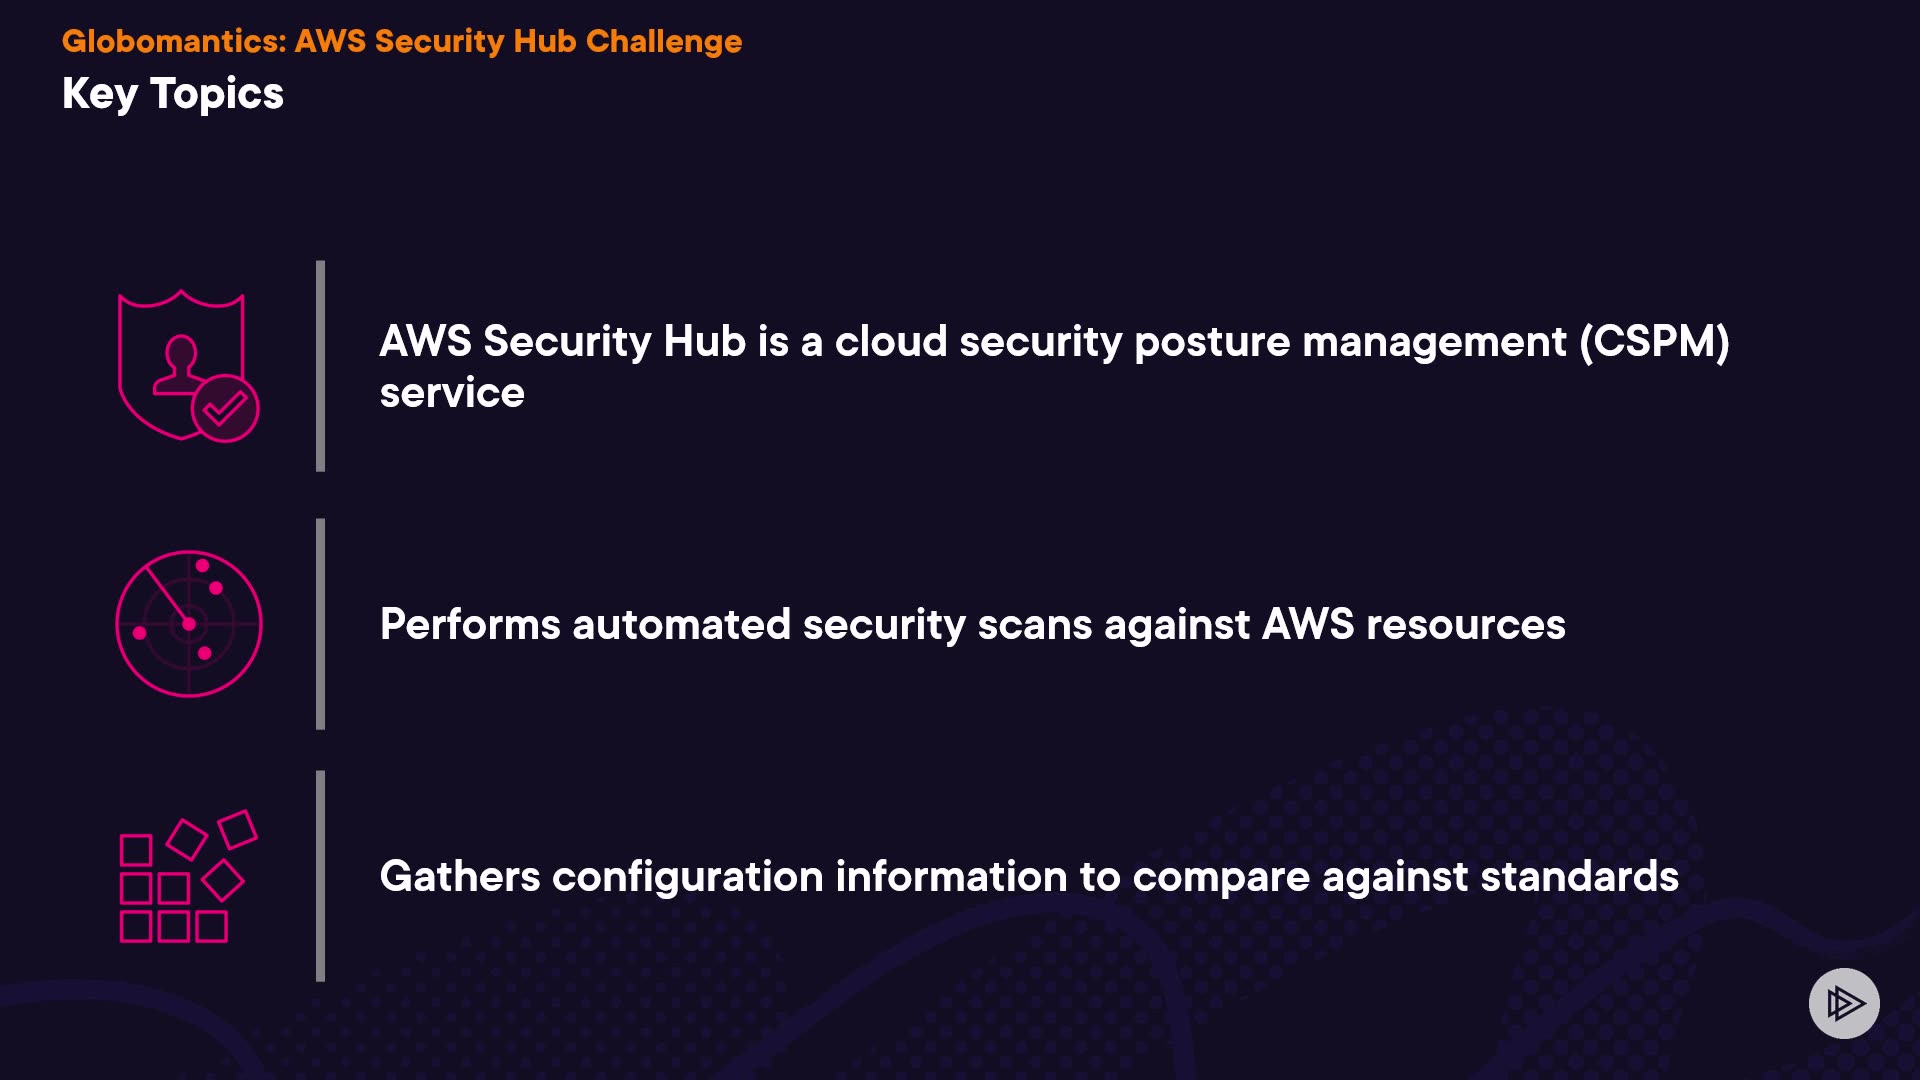 Globomantics: AWS Security Hub Challenge
Key Topics
AWS Security Hub is a cloud security posture management (CSPM)
service
Performs automated security scans against AWS resources
Gathers configuration information to compare against standards